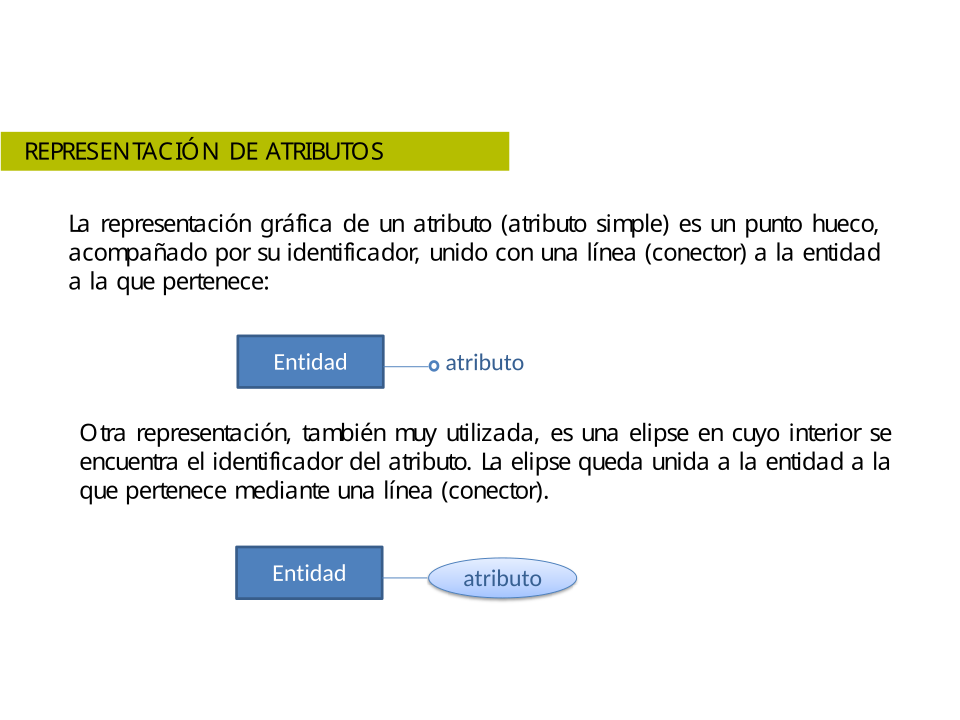 REPRESENTACIÓN DE ATRIBUTOS
La representación gráfica de un atributo (atributo simple) es un punto hueco,
acompañado por su identificador, unido con una línea (conector) a la entidad
a la que pertenece:
Entidad atributo
Otra representación, también muy utilizada, es una elipse en cuyo interior se
encuentra el identificador del atributo. La elipse queda unida a la entidad a la
que pertenece mediante una línea (conector).
Entidad atributo